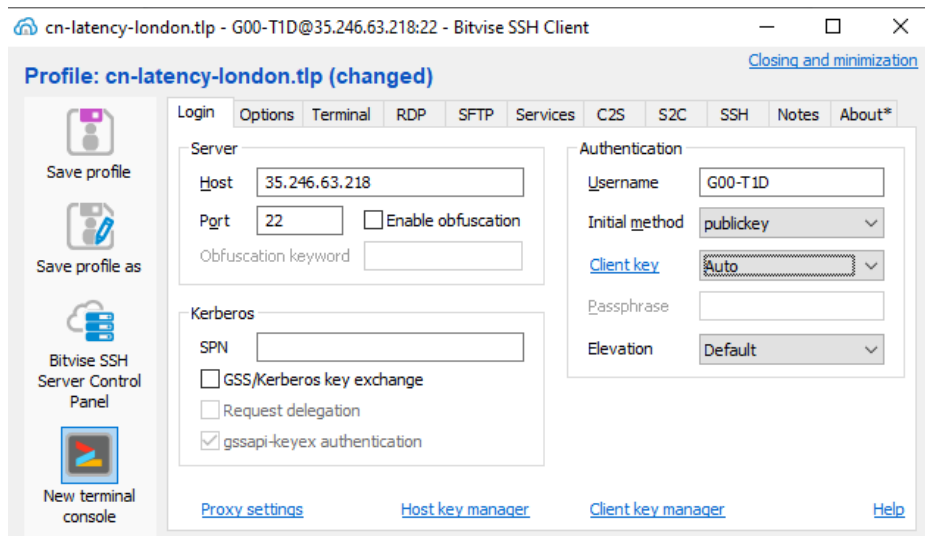 cn-latency-london.tlp - G00-T1D@35.246.63.218:22 - Bitvise SSH Client
Closing and minimization
Profile: cn-latency-london.tlp (changed)
Save profile
Save profile as
Bitvise SSH
Server Control
Panel
New terminal
console
Login Options Terminal RDP SFTP Services C2S S2C SSH Notes About*
Server
Host 35.246.63.218
Port 22 Enable obfuscation
Obfuscation keyword
Kerberos
SPN
GSS/Kerberos key exchange
Request delegation
gssapi-keyex authentication
Authentication
Username G00-T1D
Initial method publickey
Client key Auto
Passphrase
Elevation Default
Proxy settings Host key manager Client key manager Help